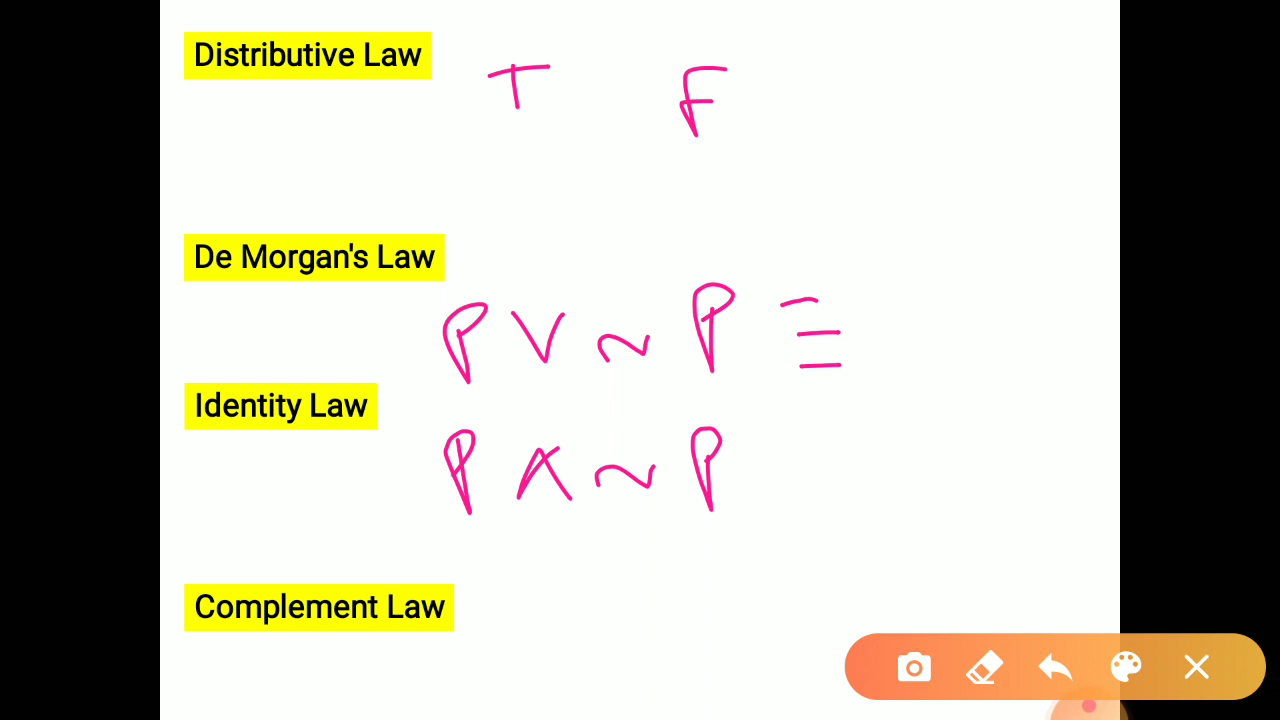 Distributive Law
T F
De Morgan's Law
P V ~ P ≡
Identity Law
P ∧ ~ P
Complement Law